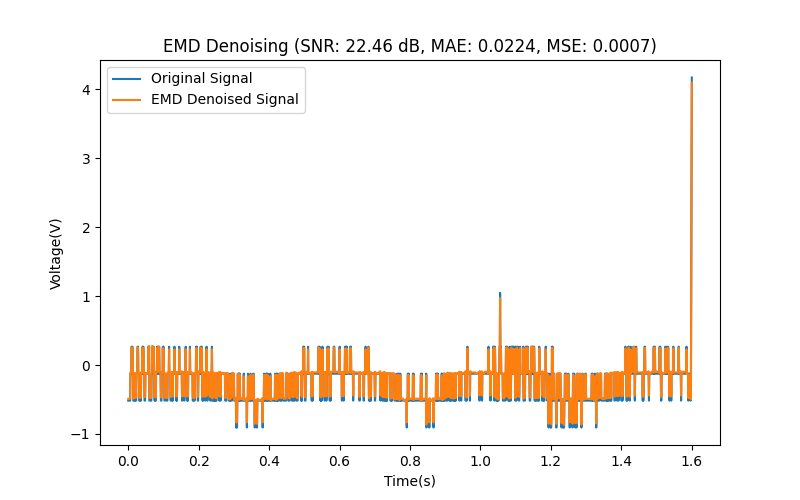 EMD Denoising (SNR: 22.46 dB, MAE: 0.0224, MSE: 0.0007)
Original Signal
EMD Denoised Signal
4
3
2
1
0
−1
Voltage(V)
0.0 0.2 0.4 0.6 0.8 1.0 1.2 1.4 1.6
Time(s)